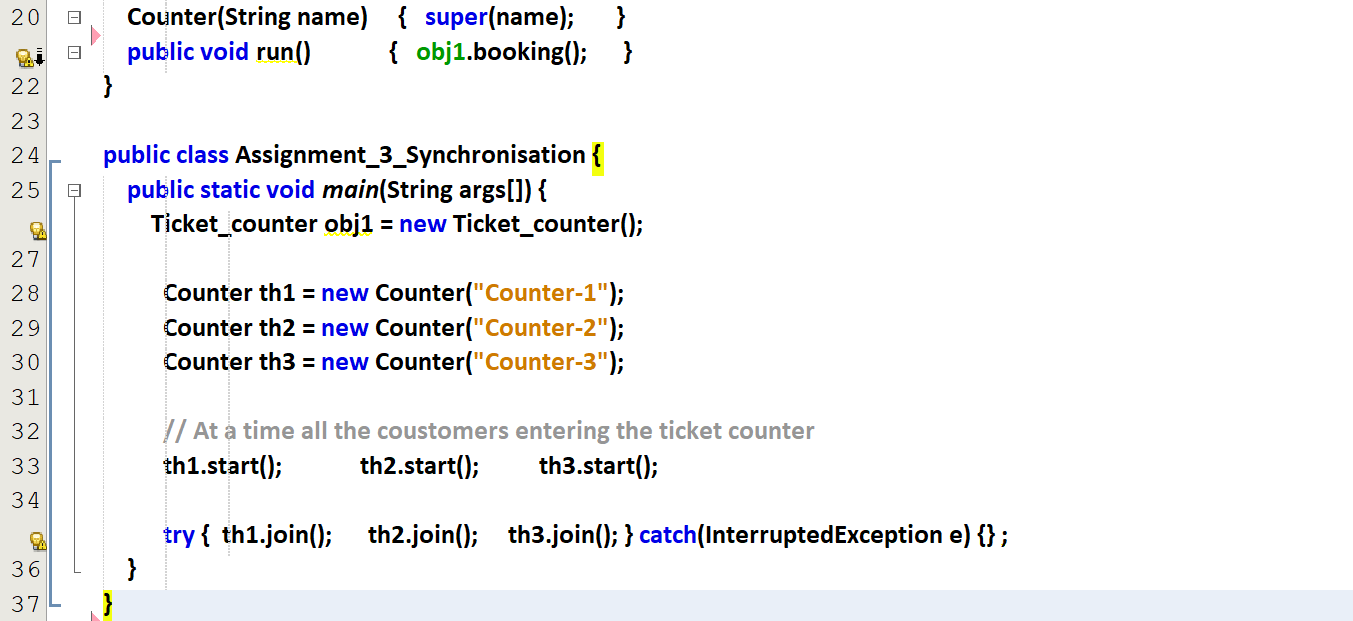 20 Counter(String name) { super(name); }
public void run() { obj1.booking(); }
22 }
23
24 public class Assignment_3_Synchronisation {
25 public static void main(String args[]) {
Ticket_counter obj1 = new Ticket_counter();
27
28 Counter th1 = new Counter("Counter-1");
29 Counter th2 = new Counter("Counter-2");
30 Counter th3 = new Counter("Counter-3");
31
32 // At a time all the coustomers entering the ticket counter
33 th1.start(); th2.start(); th3.start();
34
try { th1.join(); th2.join(); th3.join(); } catch(InterruptedException e) {} ;
36 }
37 }